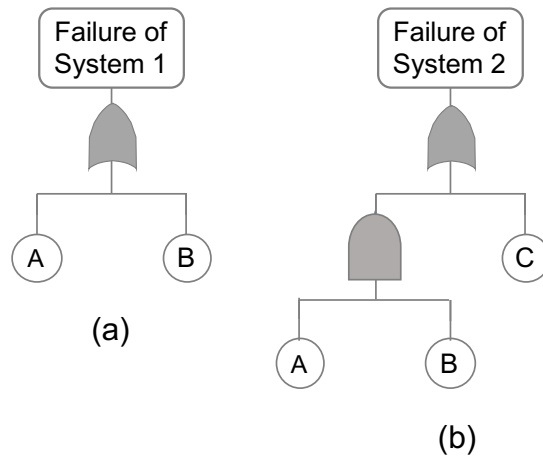 Failure of
System 1
A
B
(a)
Failure of
System 2
C
A
B
(b)